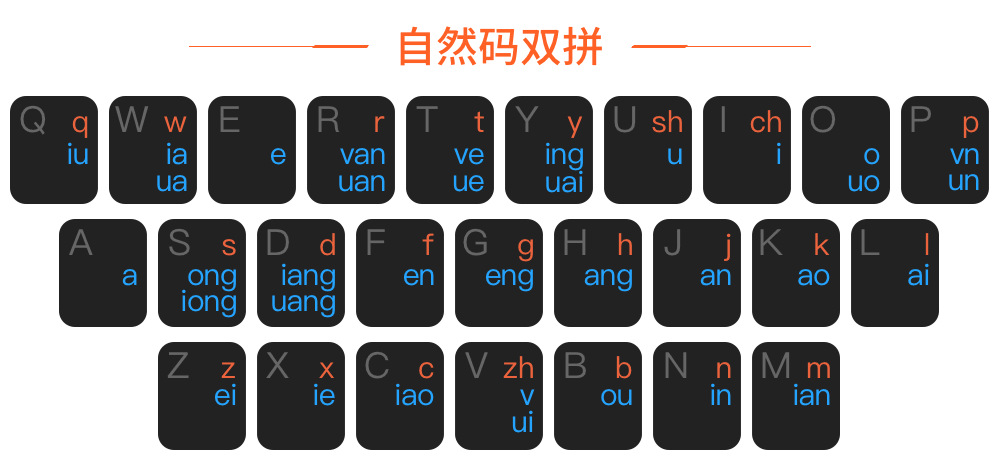 自然码双拼
Q q W w E R r T t Y y U sh I ch O P p
iu ia e van ve ing u i o vn
ua uan ue uai uo un
A S s D d F f G g H h J j K k L l
a ong iang en eng ang an ao ai
iong uang
Z z X x C c V zh B b N n M m
ei ie iao v ou in ian
ui